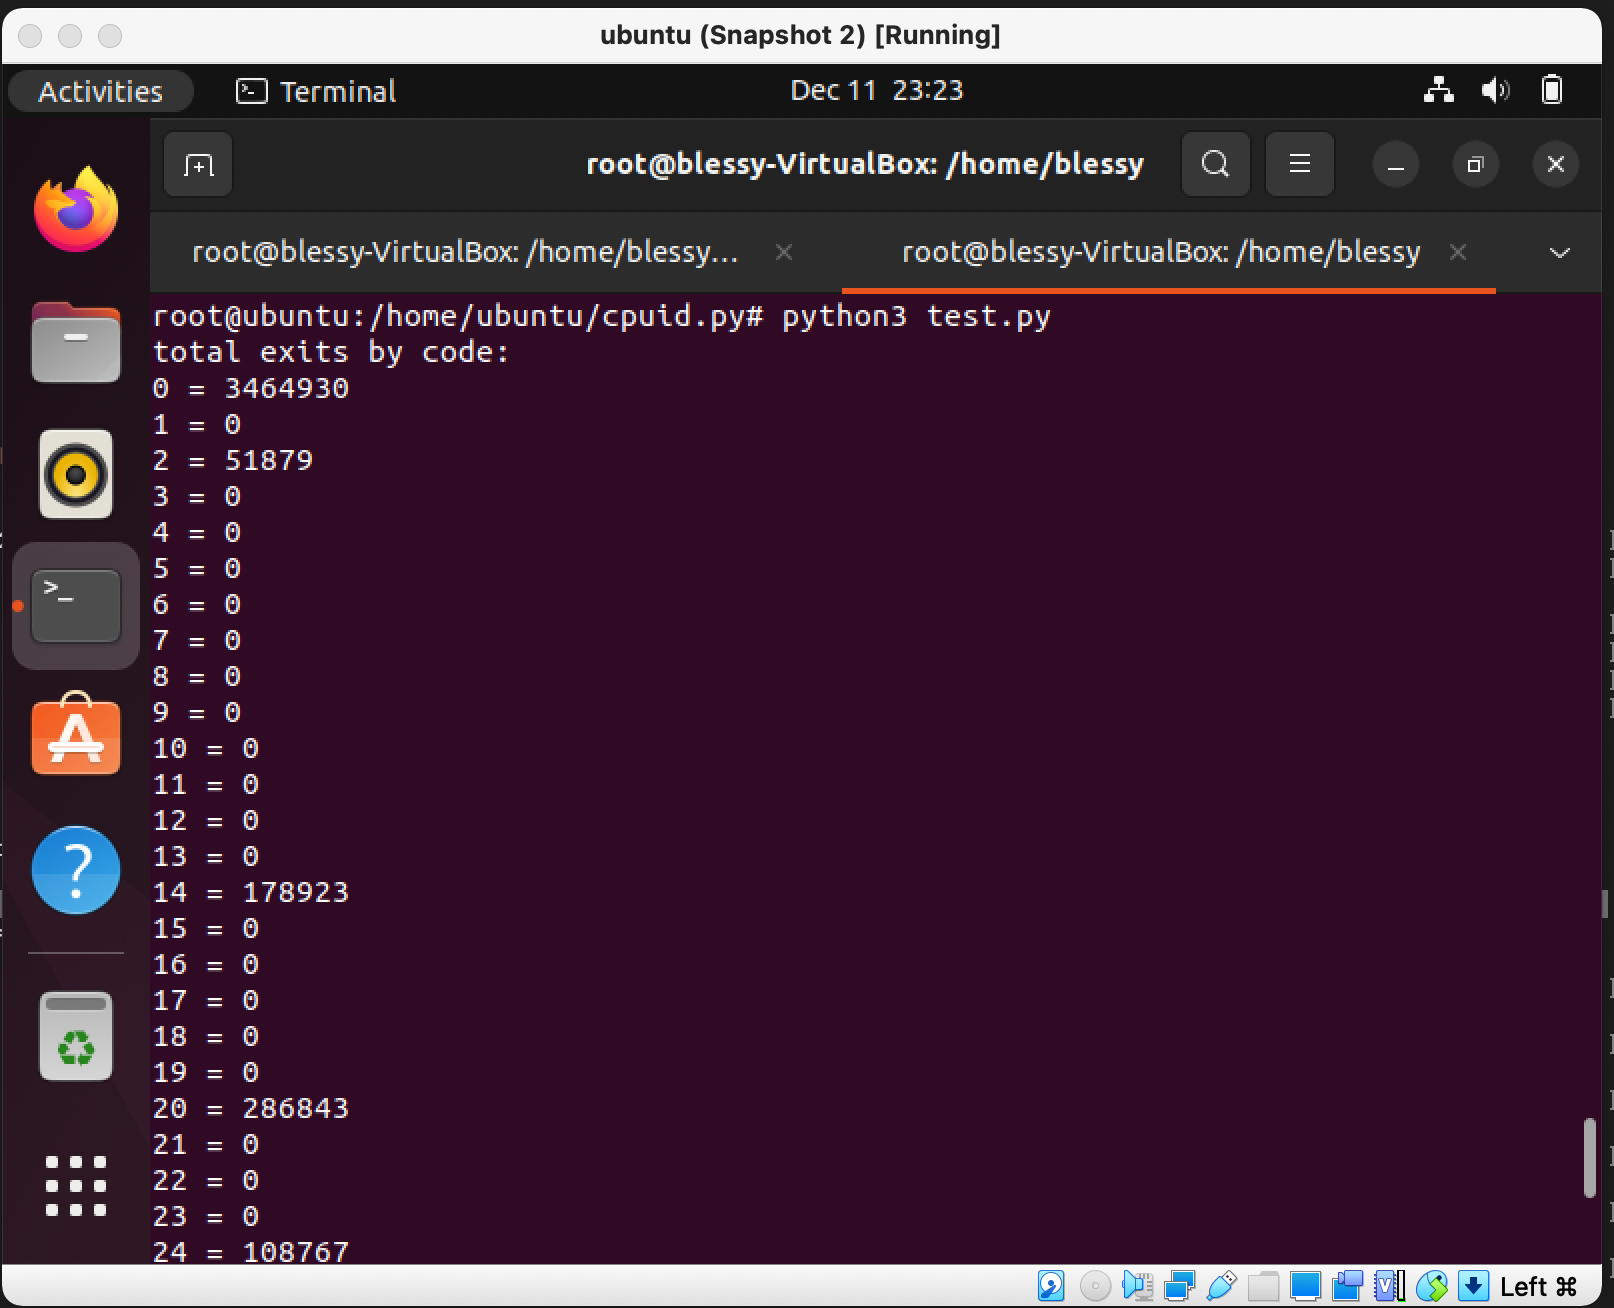 ubuntu (Snapshot 2) [Running]
Activities
Terminal
Dec 11 23:23
root@blessy-VirtualBox: /home/blessy
root@blessy-VirtualBox: /home/blessy...
root@blessy-VirtualBox: /home/blessy
root@ubuntu:/home/ubuntu/cpuid.py# python3 test.py
total exits by code:
0 = 3464930
1 = 0
2 = 51879
3 = 0
4 = 0
5 = 0
6 = 0
7 = 0
8 = 0
9 = 0
10 = 0
11 = 0
12 = 0
13 = 0
14 = 178923
15 = 0
16 = 0
17 = 0
18 = 0
19 = 0
20 = 286843
21 = 0
22 = 0
23 = 0
24 = 108767
Left ⌘